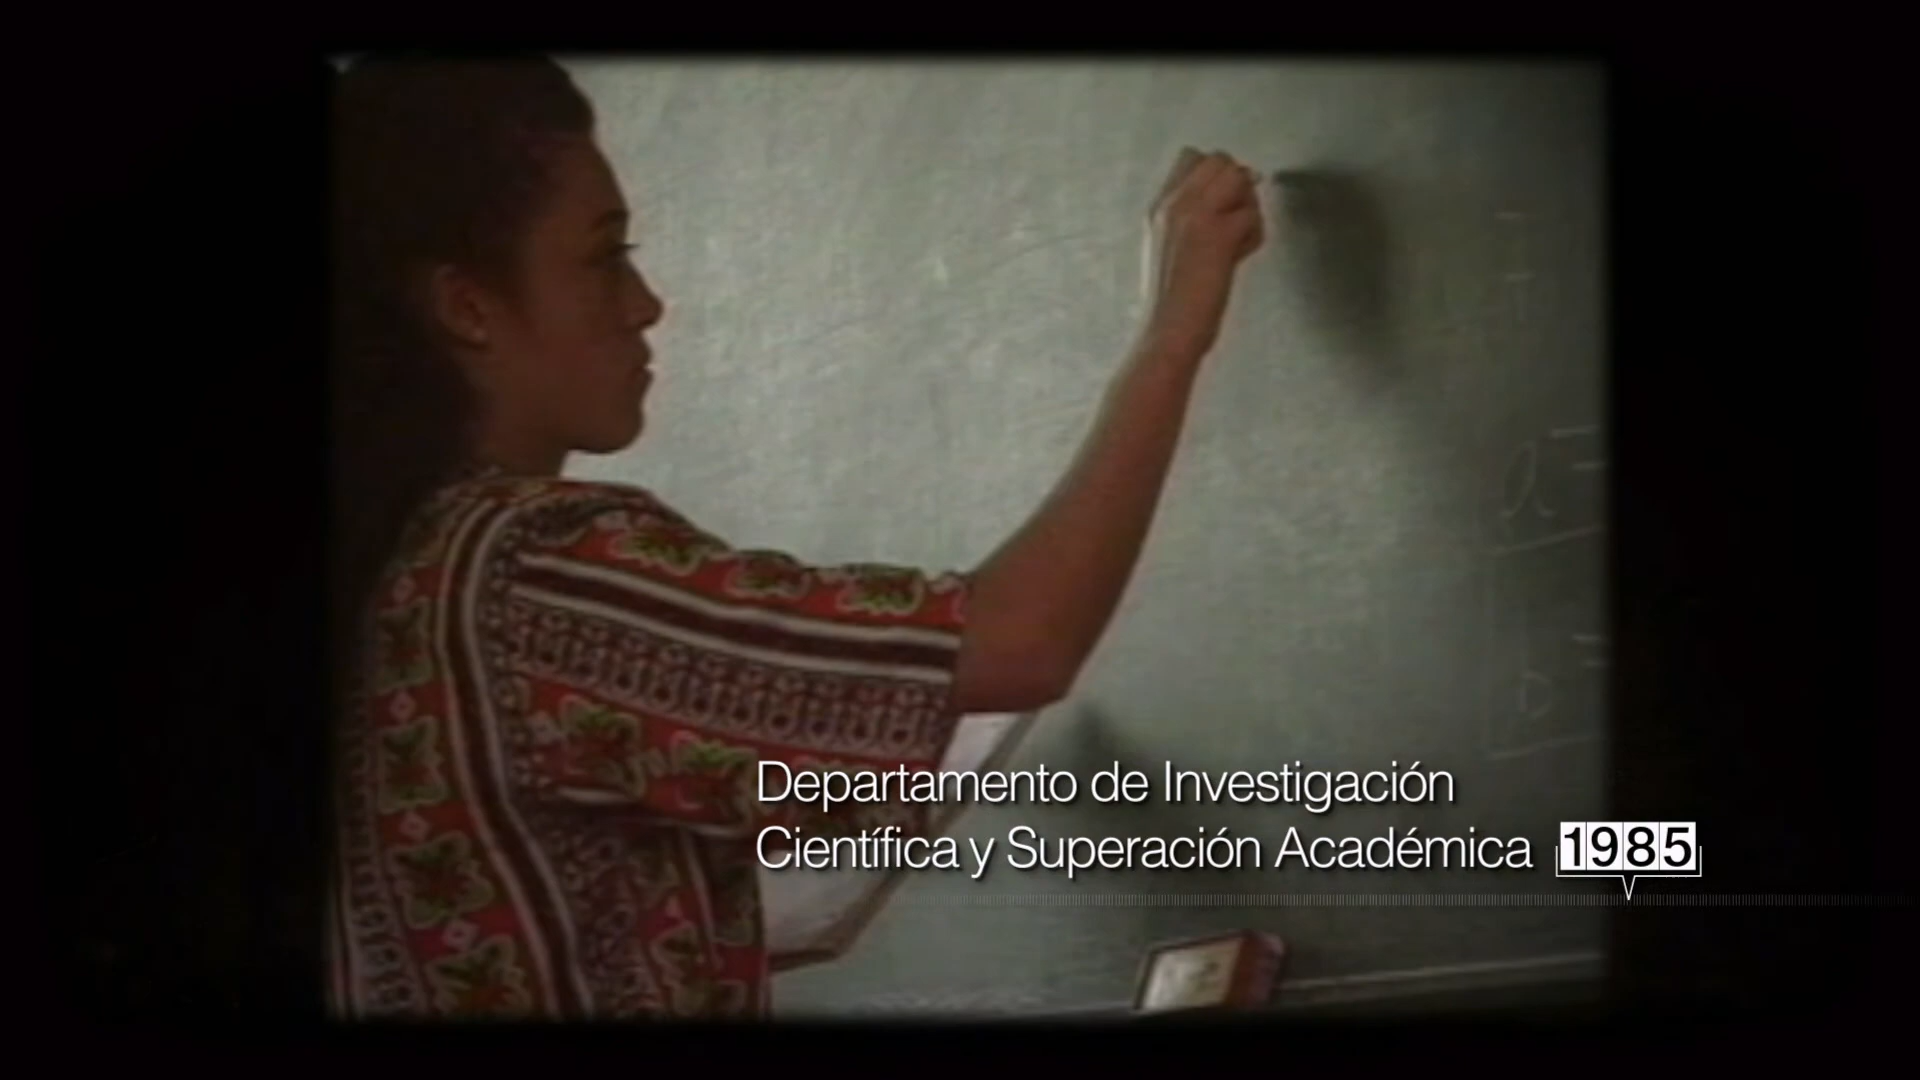 Departamento de Investigación
Científica y Superación Académica 1985